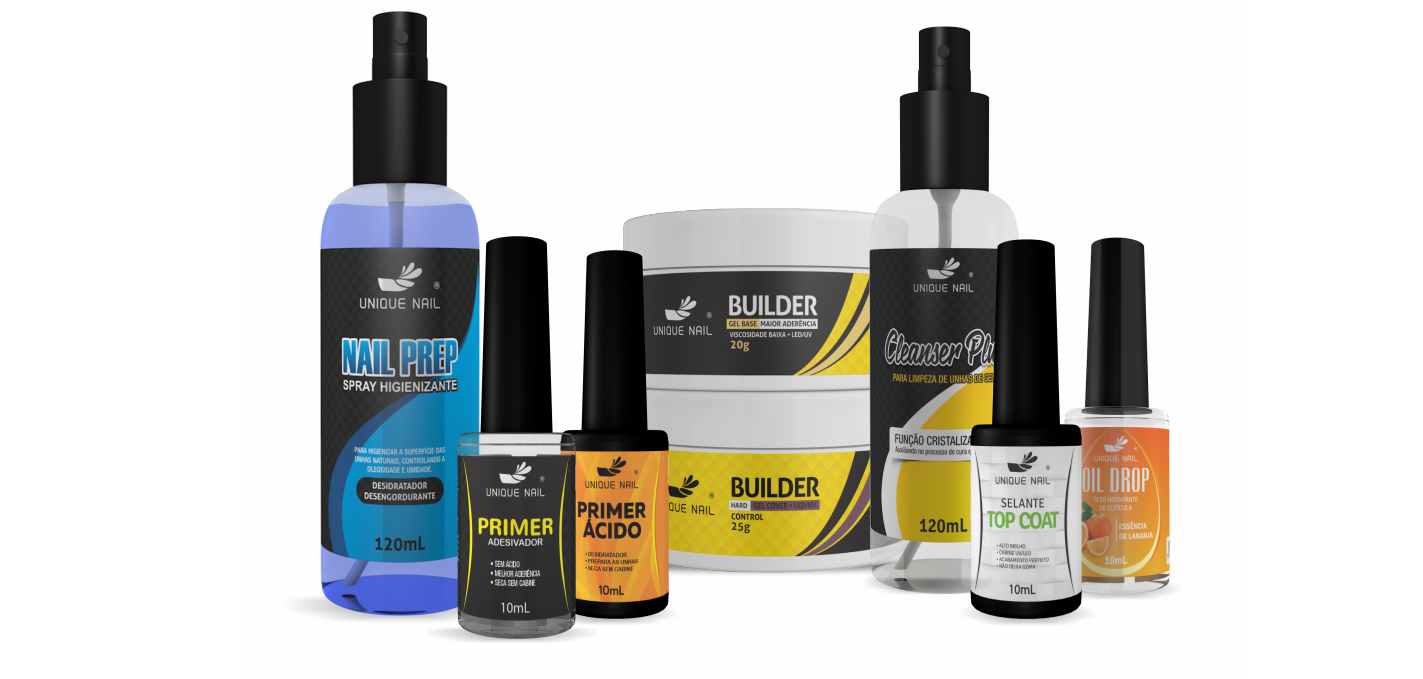 UNIQUE NAIL
NAIL PREP
SPRAY HIGIENIZANTE
PARA HIGIENIZAR A SUPERFÍCIE DAS
UNHAS NATURAIS, CONTROLANDO A
OLEOSIDADE E UMIDADE.
DESIDRATADOR
DESENGORDURANTE
120mL
UNIQUE NAIL
PRIMER
ADESIVADOR
• SEM ÁCIDO
• MELHOR ADERÊNCIA
• SECA SEM CABINE
10mL
UNIQUE NAIL
PRIMER
ÁCIDO
• DESIDRATADOR
• PREPARA AS UNHAS
• SECA SEM CABINE
10mL
UNIQUE NAIL ®
BUILDER
GEL BASE MAIOR ADERÊNCIA
VISCOSIDADE BAIXA • LED/UV
20g
UE NAIL ®
BUILDER
HARD GEL COVER • LED/UV
CONTROL
25g
UNIQUE NAIL
Cleanser Plu
PARA LIMPEZA DE UNHAS DE GEL
FUNÇÃO CRISTALIZA
Auxiliando no processo de cura e
120mL
UNIQUE NAIL
SELANTE
TOP COAT
• ALTO BRILHO
• CABINE UV/LED
• ACABAMENTO PERFEITO
• NÃO DEIXA GOMA
10mL
UNIQUE NAIL
OIL DROP
ÓLEO HIDRATANTE
DE CUTÍCULA
ESSÊNCIA
DE LARANJA
10mL